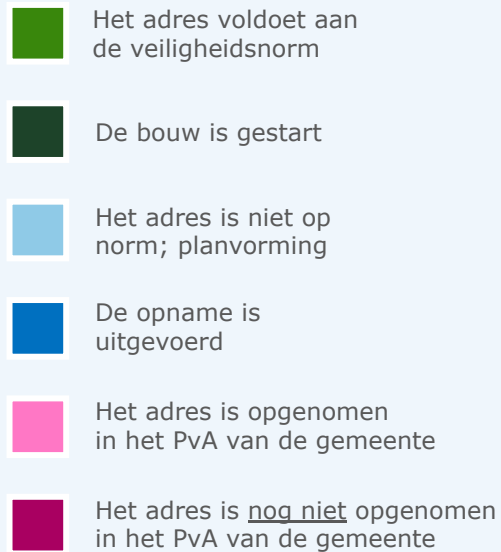 Het adres voldoet aan
de veiligheidsnorm
De bouw is gestart
Het adres is niet op
norm; planvorming
De opname is
uitgevoerd
Het adres is opgenomen
in het PvA van de gemeente
Het adres is nog niet opgenomen
in het PvA van de gemeente